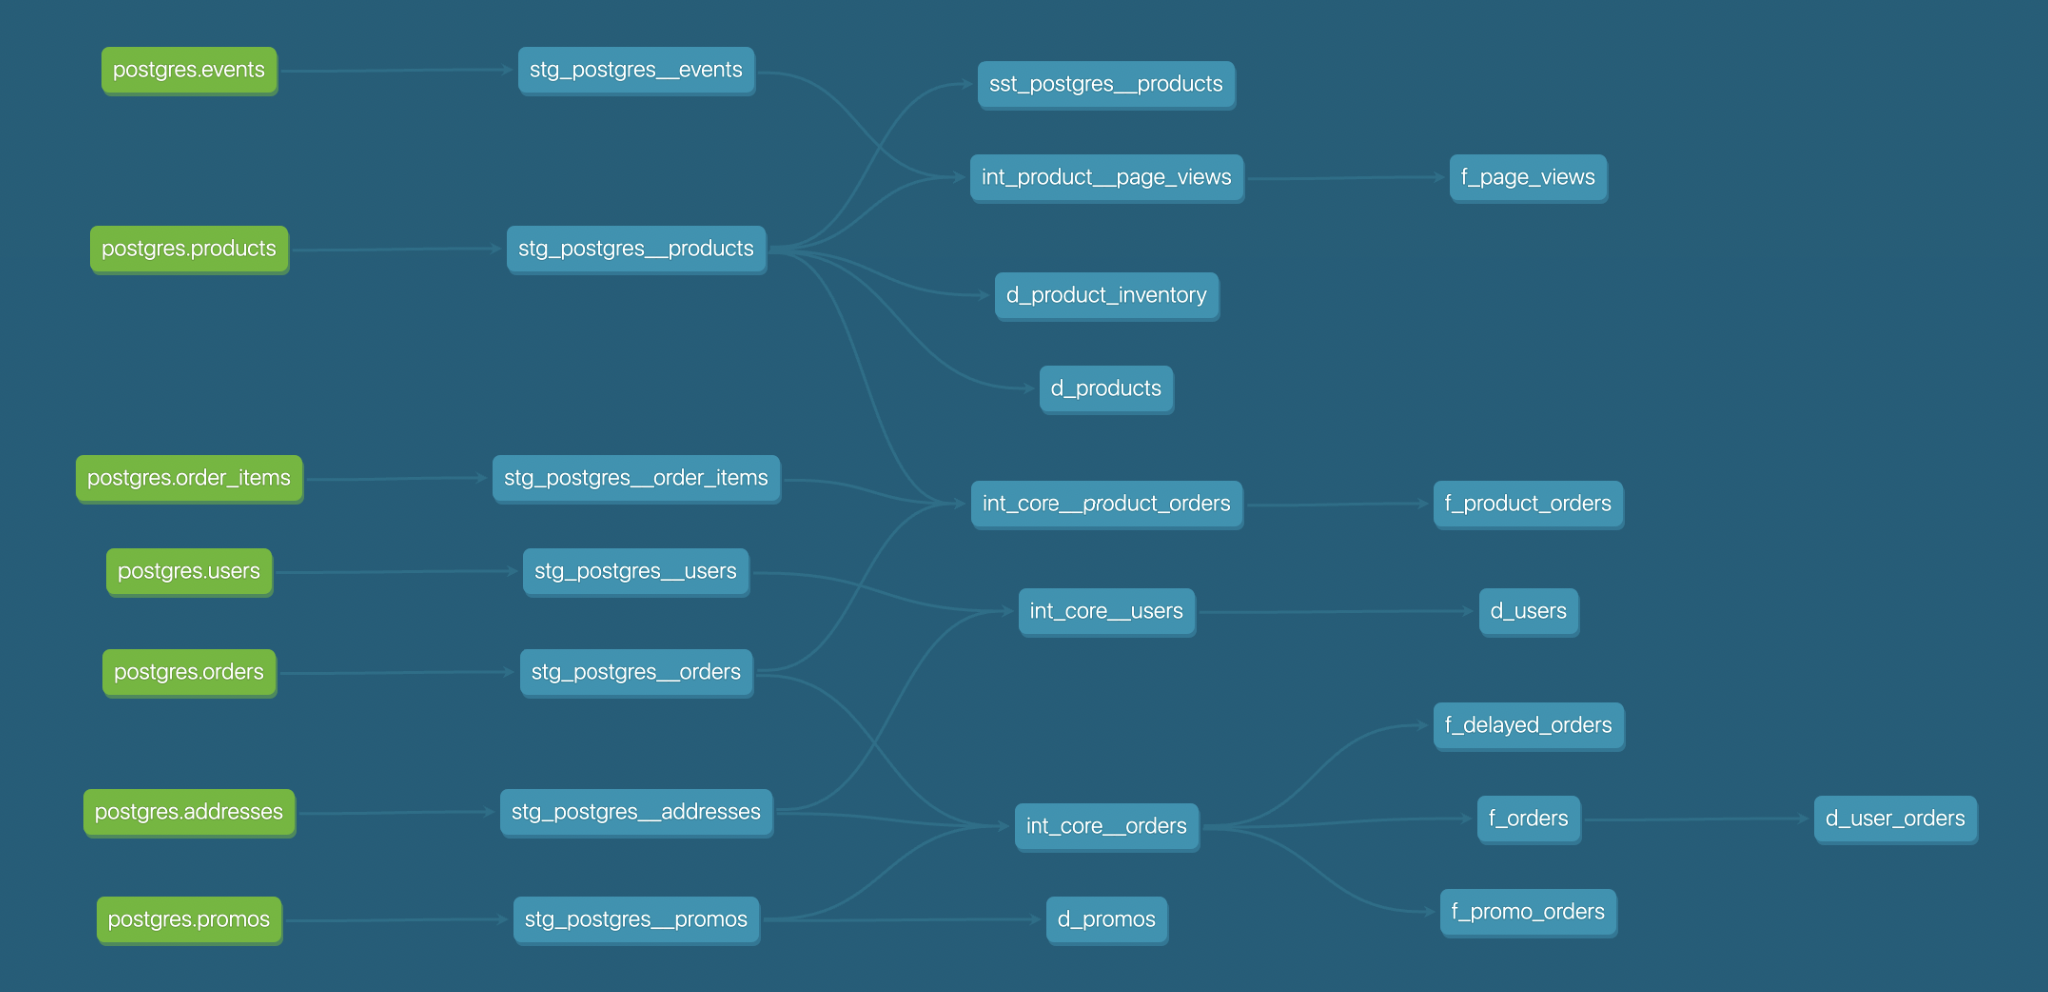 postgres.events
stg_postgres__events
sst_postgres__products
int_product__page_views
f_page_views
postgres.products
stg_postgres__products
d_product_inventory
d_products
postgres.order_items
stg_postgres__order_items
int_core__product_orders
f_product_orders
postgres.users
stg_postgres__users
int_core__users
d_users
postgres.orders
stg_postgres__orders
f_delayed_orders
postgres.addresses
stg_postgres__addresses
int_core__orders
f_orders
d_user_orders
postgres.promos
stg_postgres__promos
d_promos
f_promo_orders